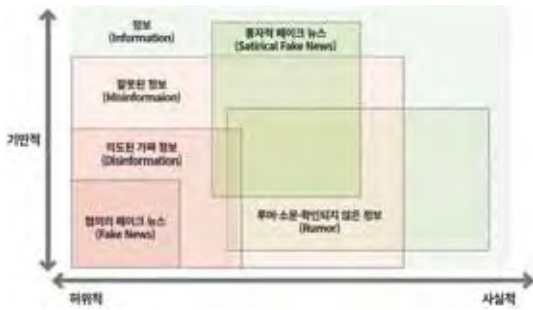 정보
(Information)
풍자적 페이크 뉴스
(Satirical Fake News)
잘못된 정보
(Misinformaion)
기만적
의도된 가짜 정보
(Disinformation)
협의의 페이크 뉴스
(Fake News)
루머·소문·확인되지 않은 정보
(Rumor)
허위적
사실적